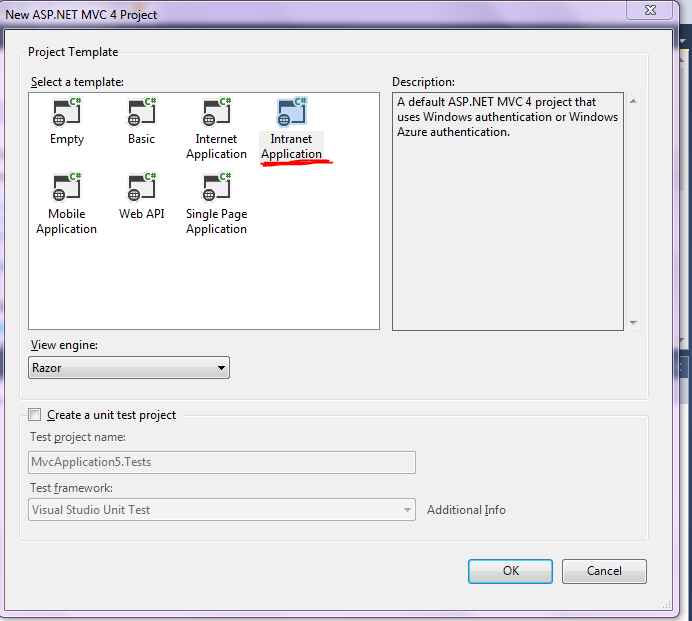 New ASP.NET MVC 4 Project
Project Template
Select a template:
C# C# C# C#
Empty Basic Internet Application Intranet Application
C# C# C#
Mobile Application Web API Single Page Application
Description:
A default ASP.NET MVC 4 project that
uses Windows authentication or Windows
Azure authentication.
View engine:
Razor
Create a unit test project
Test project name:
MvcApplication5.Tests
Test framework:
Visual Studio Unit Test
Additional Info
OK Cancel